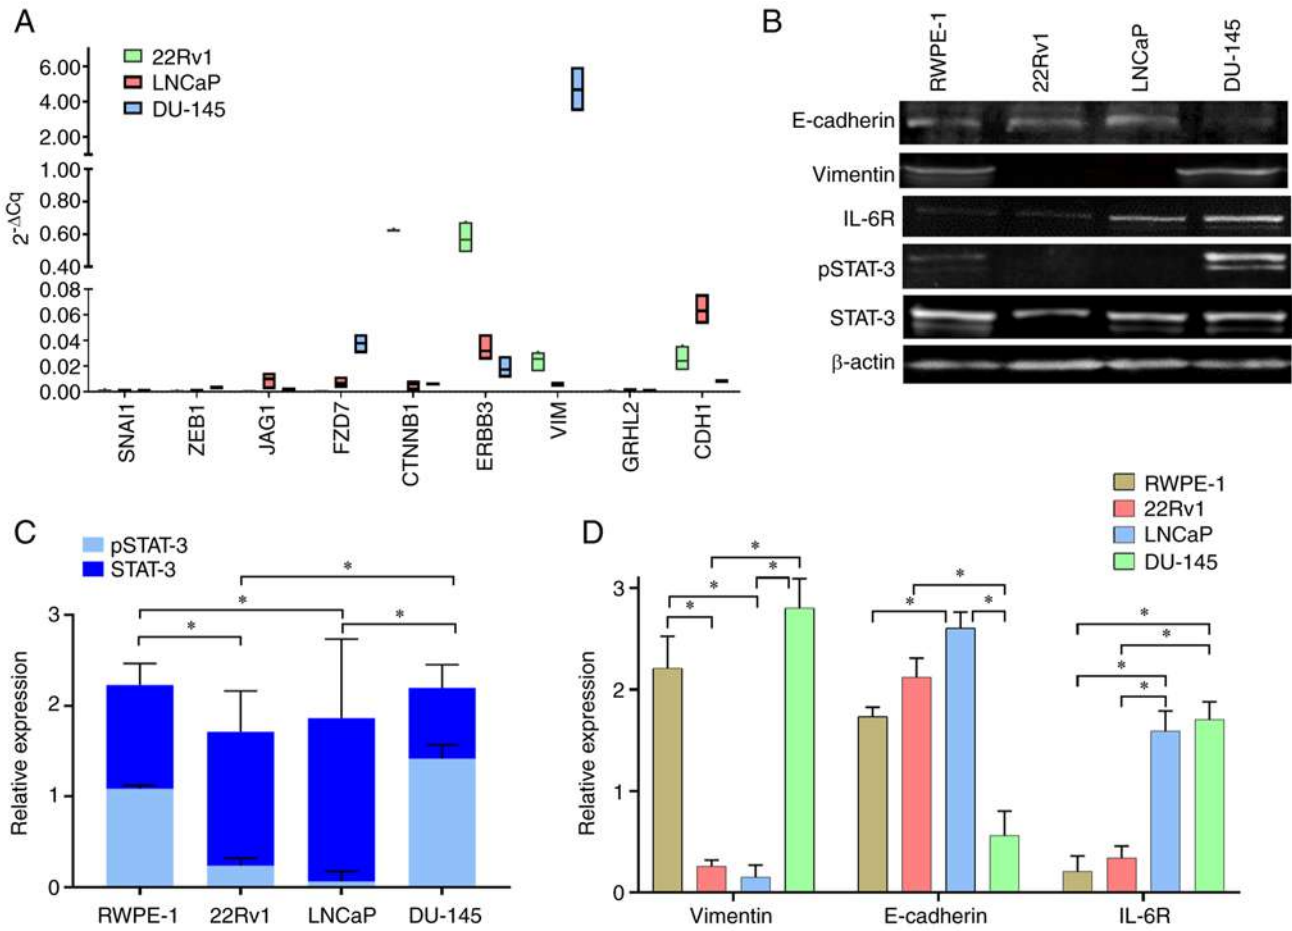 A
22Rv1
LNCaP
DU-145
2-ΔCq
6.00
4.00
2.00
1.00
0.80
0.60
0.40
0.08
0.06
0.04
0.02
0.00
SNAI1
ZEB1
JAG1
FZD7
CTNNB1
ERBB3
VIM
GRHL2
CDH1
B
RWPE-1
22Rv1
LNCaP
DU-145
E-cadherin
Vimentin
IL-6R
pSTAT-3
STAT-3
β-actin
C
pSTAT-3
STAT-3
Relative expression
3
2
1
0
*
*
*
*
RWPE-1
22Rv1
LNCaP
DU-145
D
RWPE-1
22Rv1
LNCaP
DU-145
Relative expression
3
2
1
0
*
*
*
*
*
*
*
*
*
*
*
Vimentin
E-cadherin
IL-6R